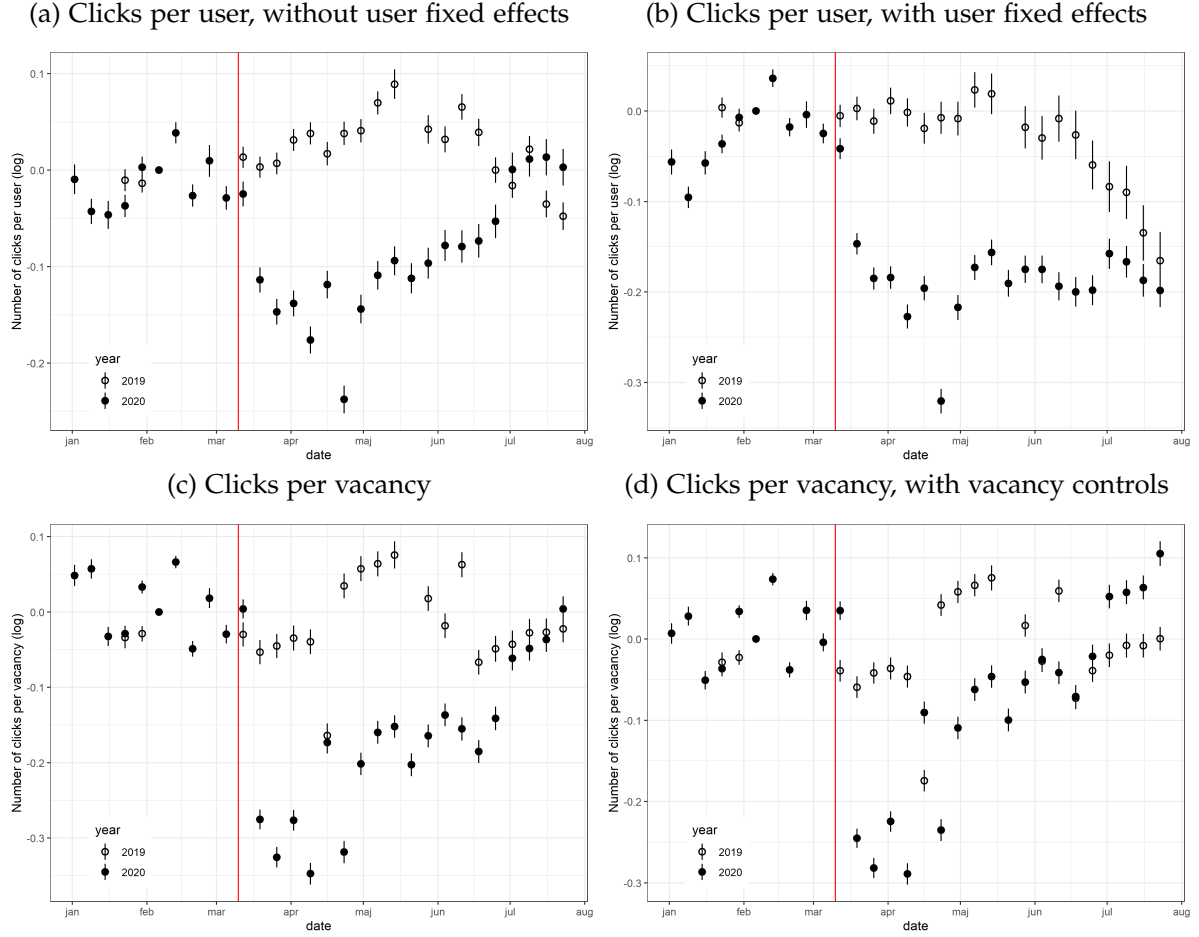 (a) Clicks per user, without user fixed effects
(b) Clicks per user, with user fixed effects
Number of clicks per user (log)
0.1
0.0
-0.1
-0.2
year
2019
2020
jan feb mar apr maj jun jul aug
date
Number of clicks per user (log)
0.0
-0.1
-0.2
-0.3
year
2019
2020
jan feb mar apr maj jun jul aug
date
(c) Clicks per vacancy
(d) Clicks per vacancy, with vacancy controls
Number of clicks per vacancy (log)
0.1
0.0
-0.1
-0.2
-0.3
year
2019
2020
jan feb mar apr maj jun jul aug
date
Number of clicks per vacancy (log)
0.1
0.0
-0.1
-0.2
-0.3
year
2019
2020
jan feb mar apr maj jun jul aug
date